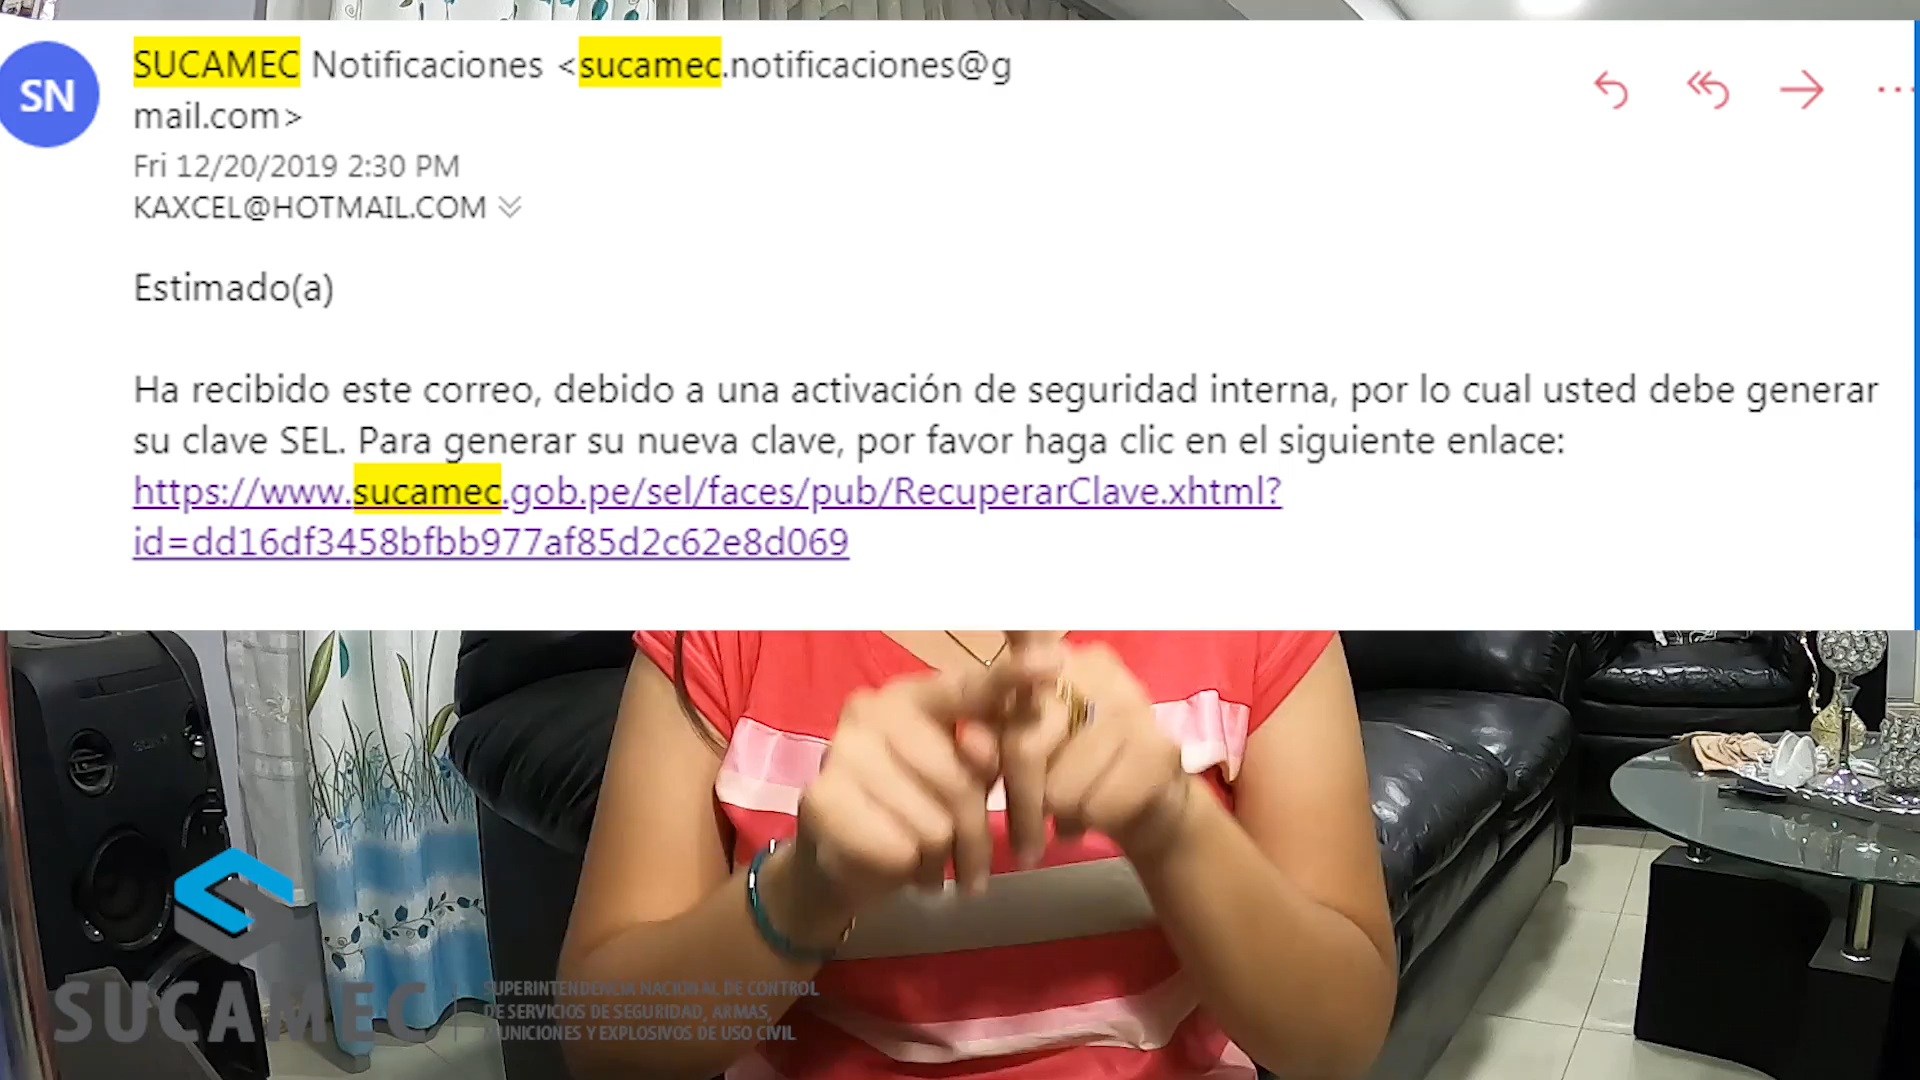 SN
SUCAMEC Notificaciones <sucamec.notificaciones@g
mail.com>
Fri 12/20/2019 2:30 PM
KAXCEL@HOTMAIL.COM
Estimado(a)
Ha recibido este correo, debido a una activación de seguridad interna, por lo cual usted debe generar
su clave SEL. Para generar su nueva clave, por favor haga clic en el siguiente enlace:
https://www.sucamec.gob.pe/sel/faces/pub/RecuperarClave.xhtml?
id=dd16df3458bfbb977af85d2c62e8d069
SUCAMEC
SUPERINTENDENCIA NACIONAL DE CONTROL
DE SERVICIOS DE SEGURIDAD, ARMAS,
MUNICIONES Y EXPLOSIVOS DE USO CIVIL